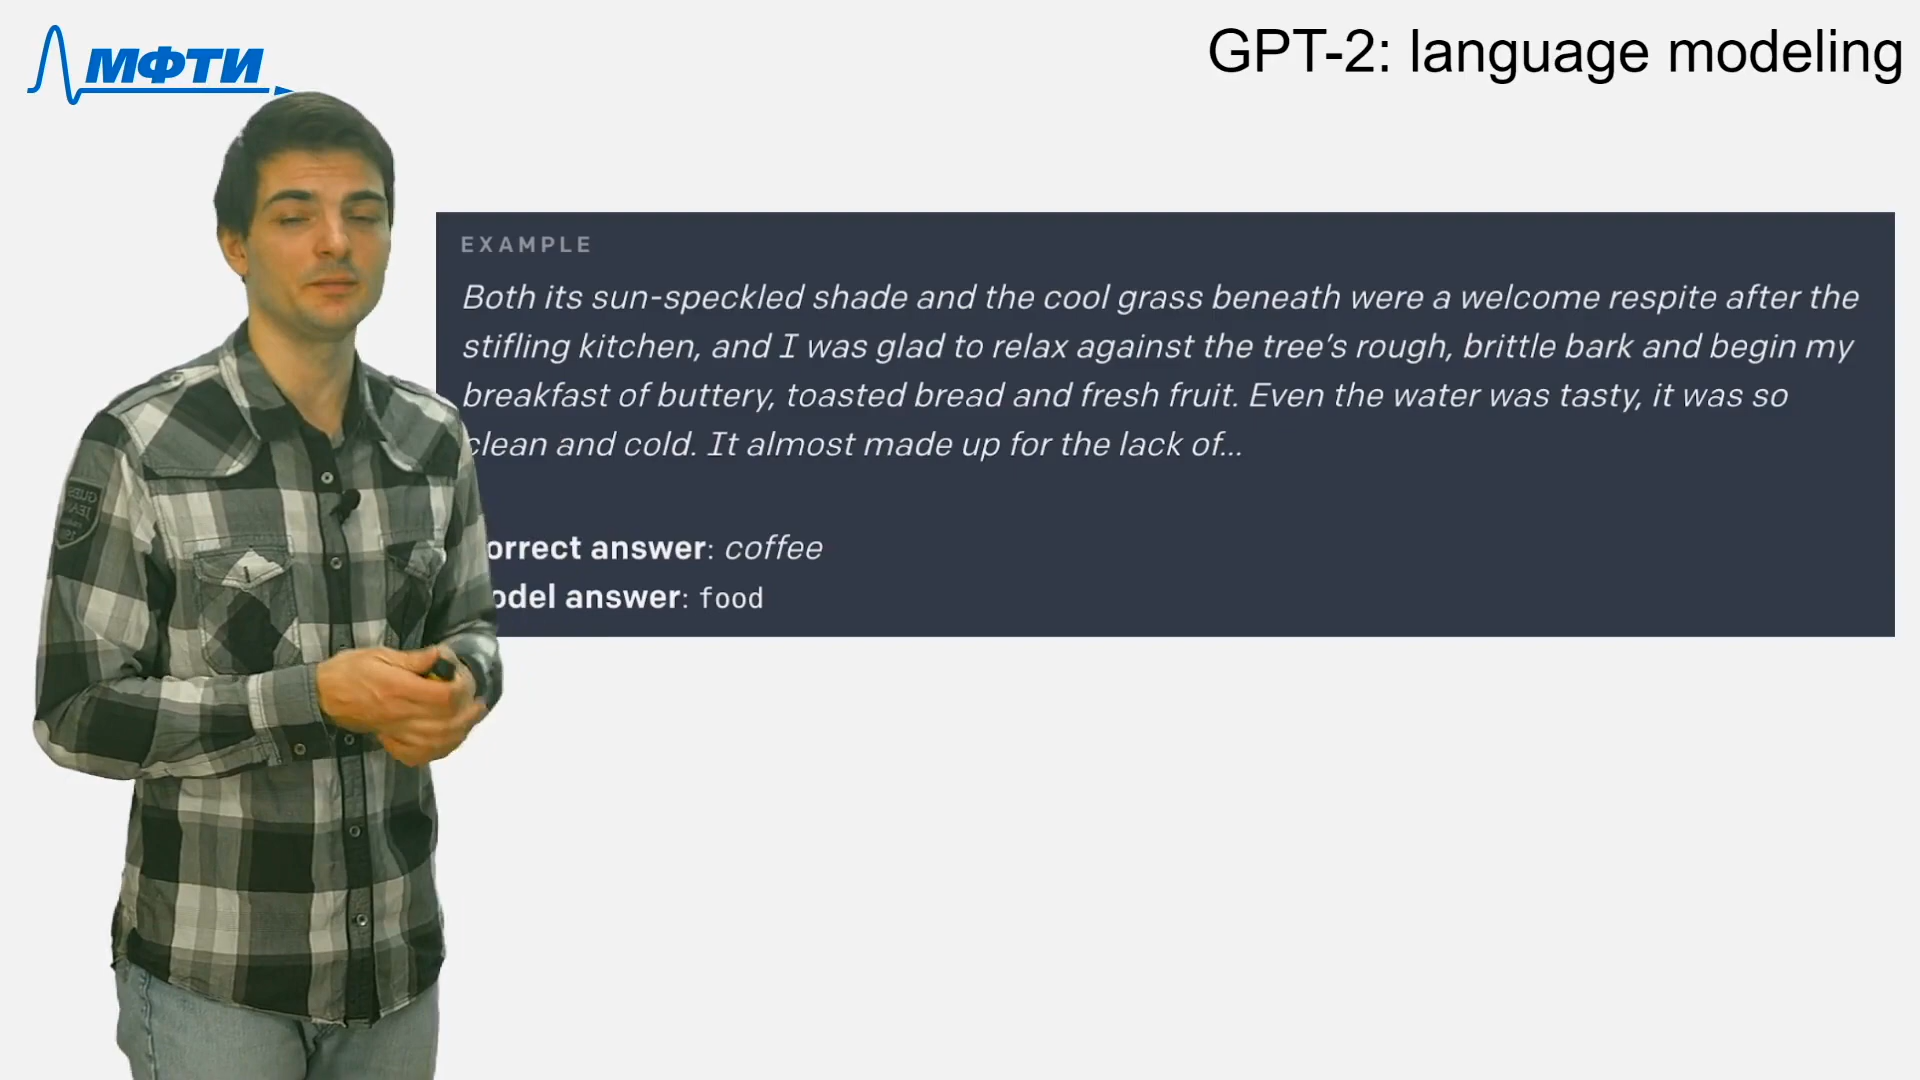 МФТИ
GPT-2: language modeling
EXAMPLE
Both its sun-speckled shade and the cool grass beneath were a welcome respite after the
stifling kitchen, and I was glad to relax against the tree’s rough, brittle bark and begin my
breakfast of buttery, toasted bread and fresh fruit. Even the water was tasty, it was so
clean and cold. It almost made up for the lack of...
orrect answer: coffee
odel answer: food